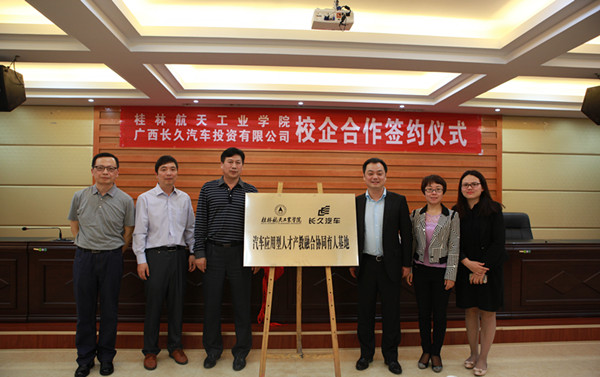 桂林航天工业学院
广西长久汽车投资有限公司 校企合作签约仪式
桂林航天工业学院 长久汽车
汽车应用型人才产教融合协同育人基地